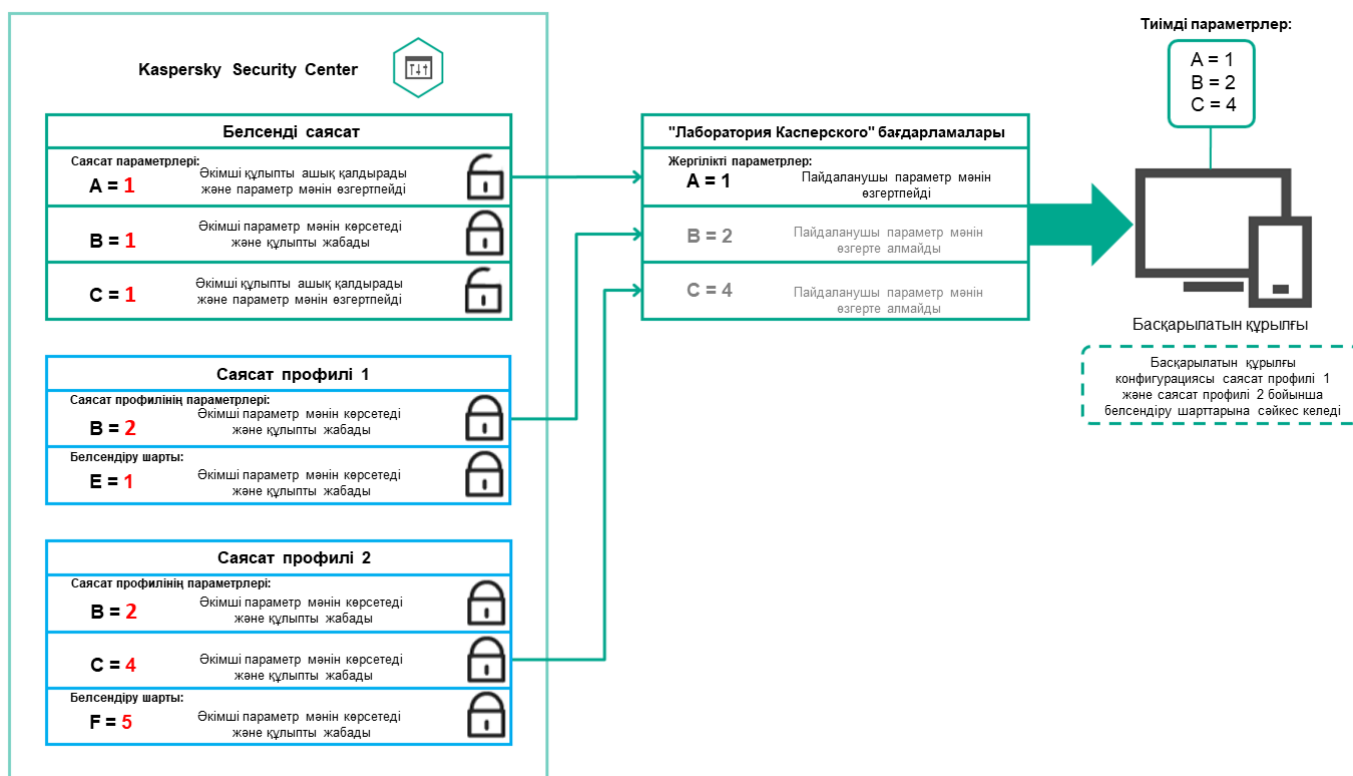 Kaspersky Security Center
Белсенді саясат
Саясат параметрлері:
A = 1
Әкімші құлыпты ашық қалдырады
және параметр мәнін өзгертпейді
B = 1
Әкімші параметр мәнін көрсетеді
және құлыпты жабады
C = 1
Әкімші құлыпты ашық қалдырады
және параметр мәнін өзгертпейді
Саясат профилі 1
Саясат профилінің параметрлері:
B = 2
Әкімші параметр мәнін көрсетеді
және құлыпты жабады
Белсендіру шарты:
E = 1
Әкімші параметр мәнін көрсетеді
және құлыпты жабады
Саясат профилі 2
Саясат профилінің параметрлері:
B = 2
Әкімші параметр мәнін көрсетеді
және құлыпты жабады
C = 4
Әкімші параметр мәнін көрсетеді
және құлыпты жабады
Белсендіру шарты:
F = 5
Әкімші параметр мәнін көрсетеді
және құлыпты жабады
"Лаборатория Касперского" бағдарламалары
Жергілікті параметрлер:
A = 1
Пайдаланушы параметр мәнін
өзгертпейді
B = 2
Пайдаланушы параметр мәнін
өзгерте алмайды
C = 4
Пайдаланушы параметр мәнін
өзгерте алмайды
Тиімді параметрлер:
A = 1
B = 2
C = 4
Басқарылатын құрылғы
Басқарылатын құрылғы
конфигурациясы саясат профилі 1
және саясат профилі 2 бойынша
белсендіру шарттарына сәйкес келеді